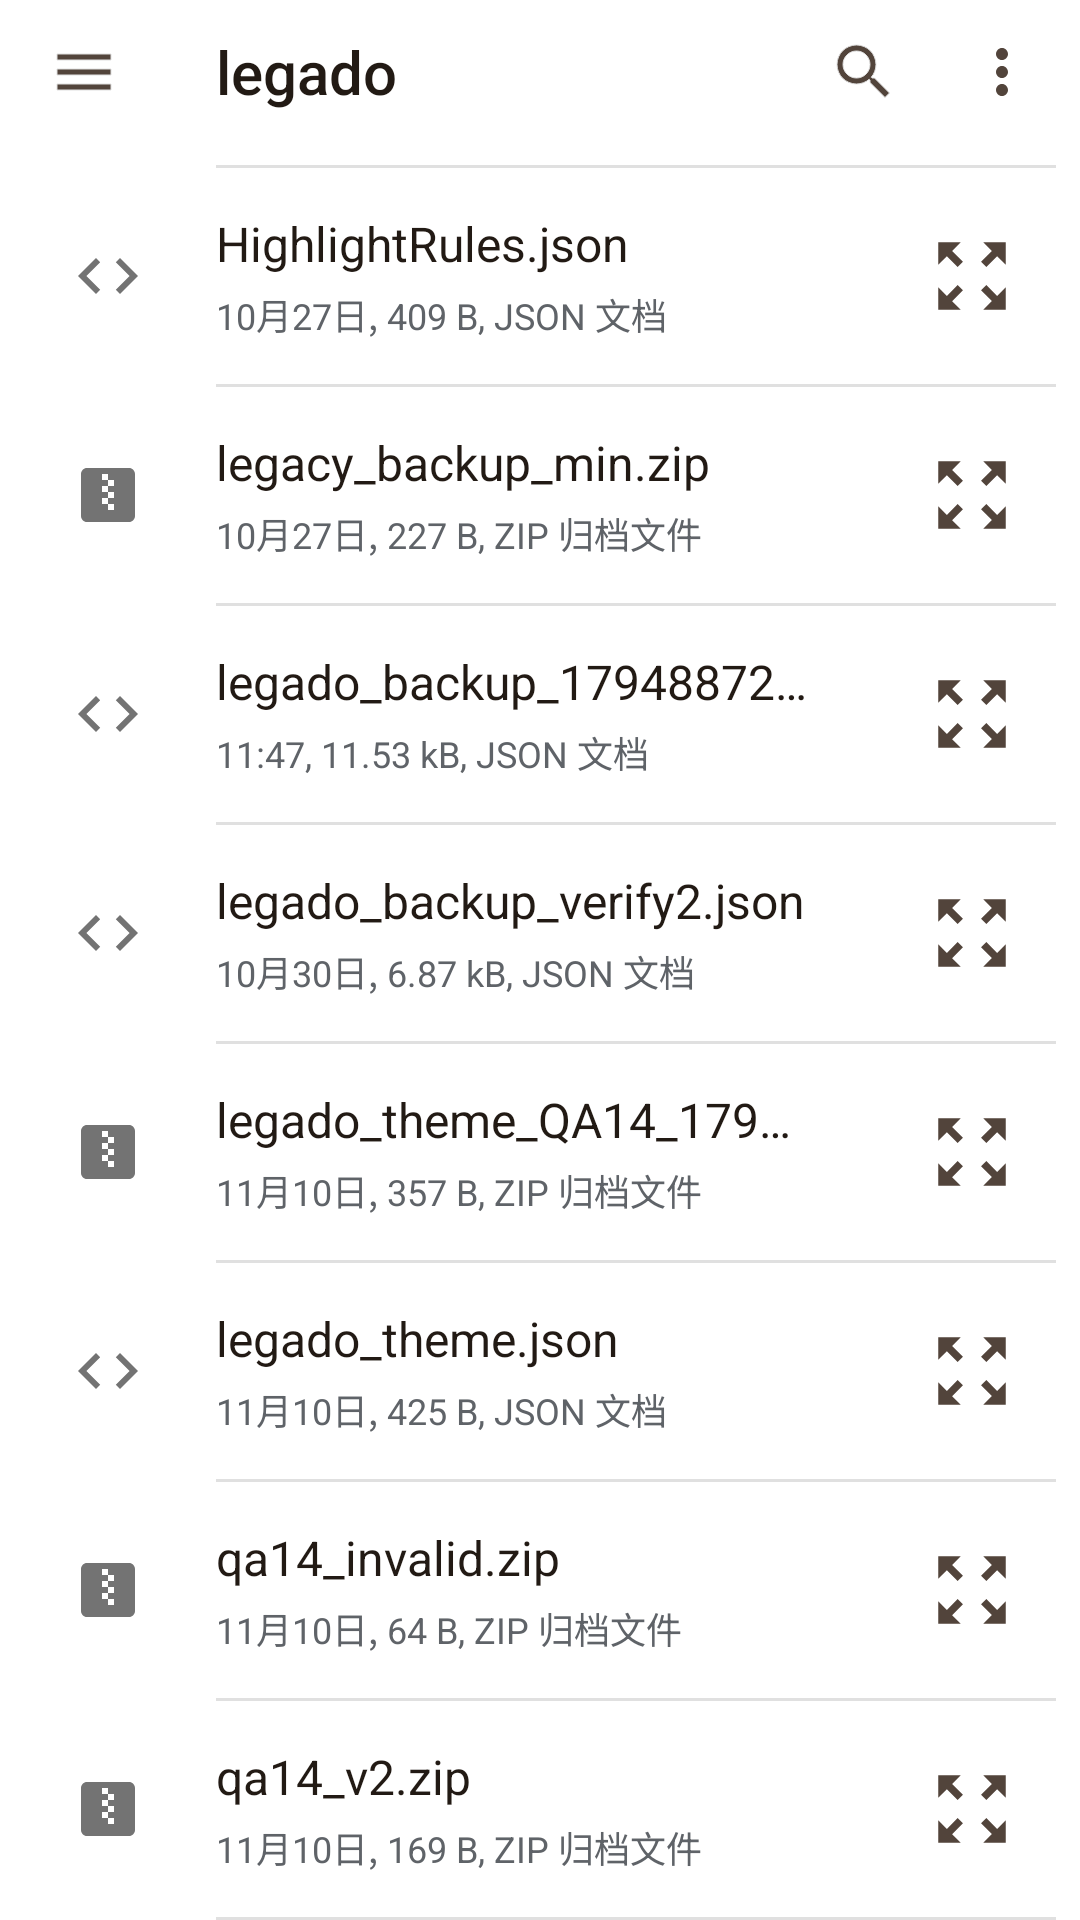 legado
HighlightRules.json
10月27日, 409 B, JSON 文档
legacy_backup_min.zip
10月27日, 227 B, ZIP 归档文件
legado_backup_17948872…
11:47, 11.53 kB, JSON 文档
legado_backup_verify2.json
10月30日, 6.87 kB, JSON 文档
legado_theme_QA14_179…
11月10日, 357 B, ZIP 归档文件
legado_theme.json
11月10日, 425 B, JSON 文档
qa14_invalid.zip
11月10日, 64 B, ZIP 归档文件
qa14_v2.zip
11月10日, 169 B, ZIP 归档文件